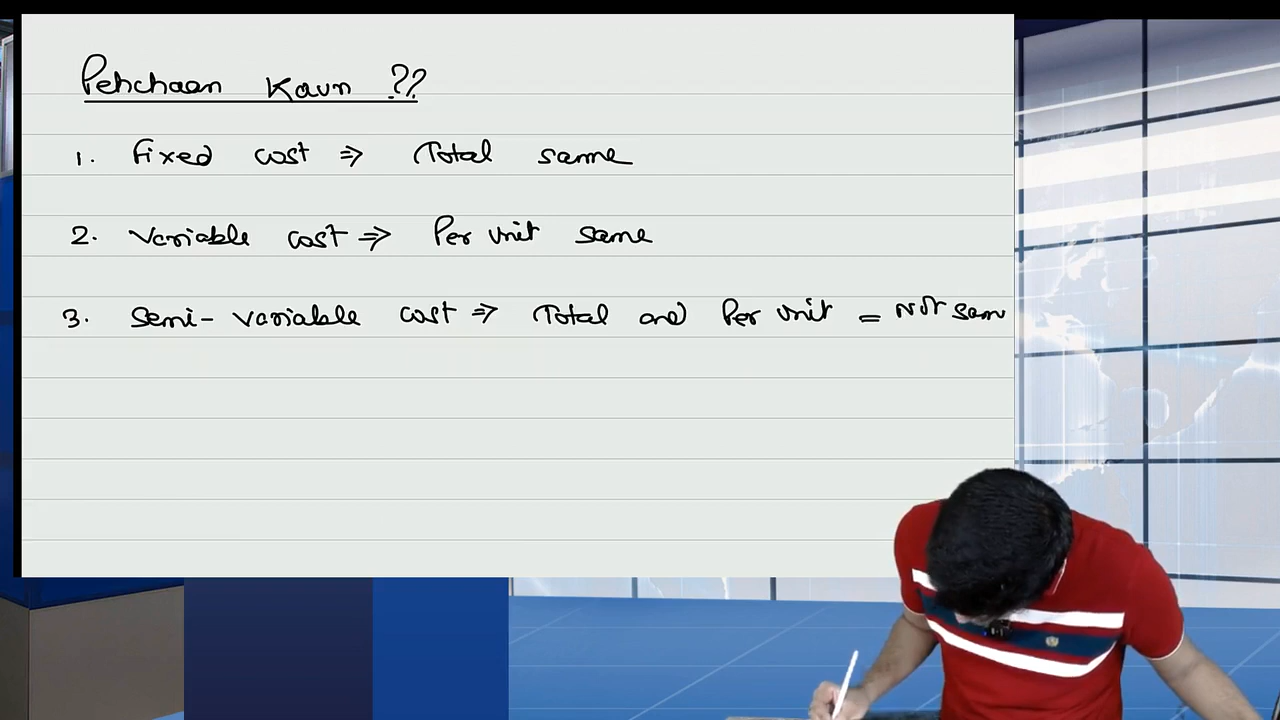 Pehchaan Kaun ??
1. Fixed cost ⇒ Total same
2. Variable cost ⇒ Per unit same
3. Semi-variable cost ⇒ Total and Per unit = Not sam